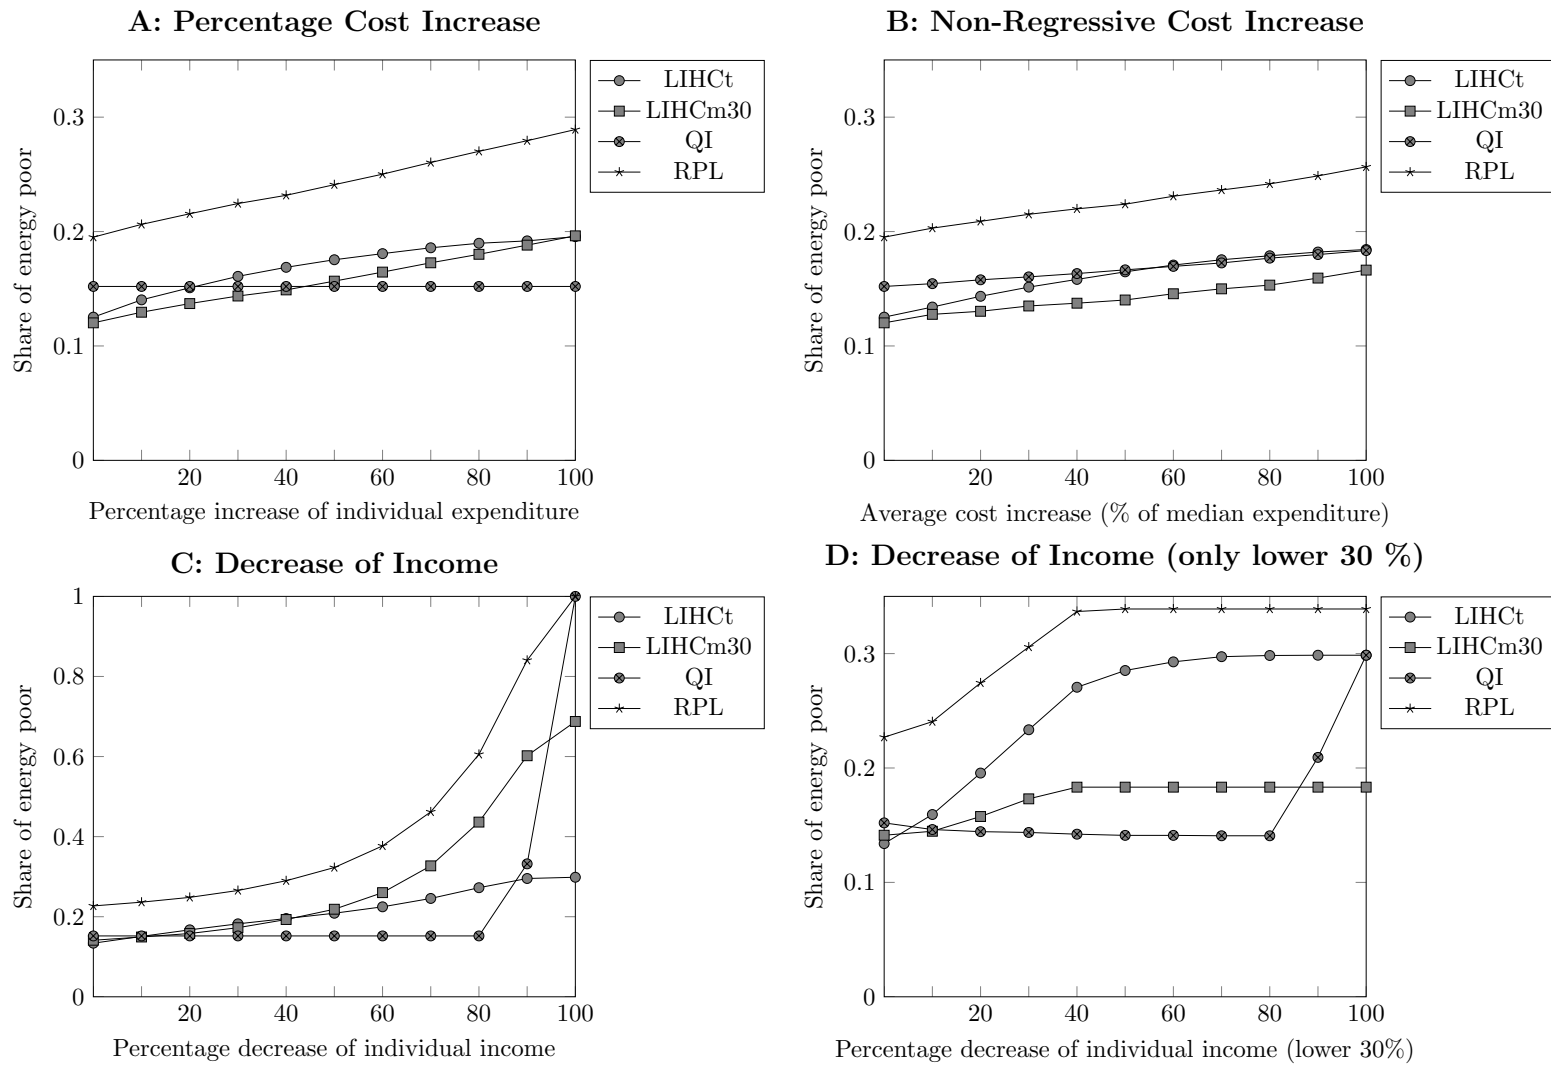 A: Percentage Cost Increase
0
0.1
0.2
0.3
20
40
60
80
100
Share of energy poor
Percentage increase of individual expenditure
LIHCt
LIHCm30
QI
RPL
B: Non-Regressive Cost Increase
0
0.1
0.2
0.3
20
40
60
80
100
Share of energy poor
Average cost increase (% of median expenditure)
LIHCt
LIHCm30
QI
RPL
C: Decrease of Income
0
0.2
0.4
0.6
0.8
1
20
40
60
80
100
Share of energy poor
Percentage decrease of individual income
LIHCt
LIHCm30
QI
RPL
D: Decrease of Income (only lower 30 %)
0
0.1
0.2
0.3
20
40
60
80
100
Share of energy poor
Percentage decrease of individual income (lower 30%)
LIHCt
LIHCm30
QI
RPL